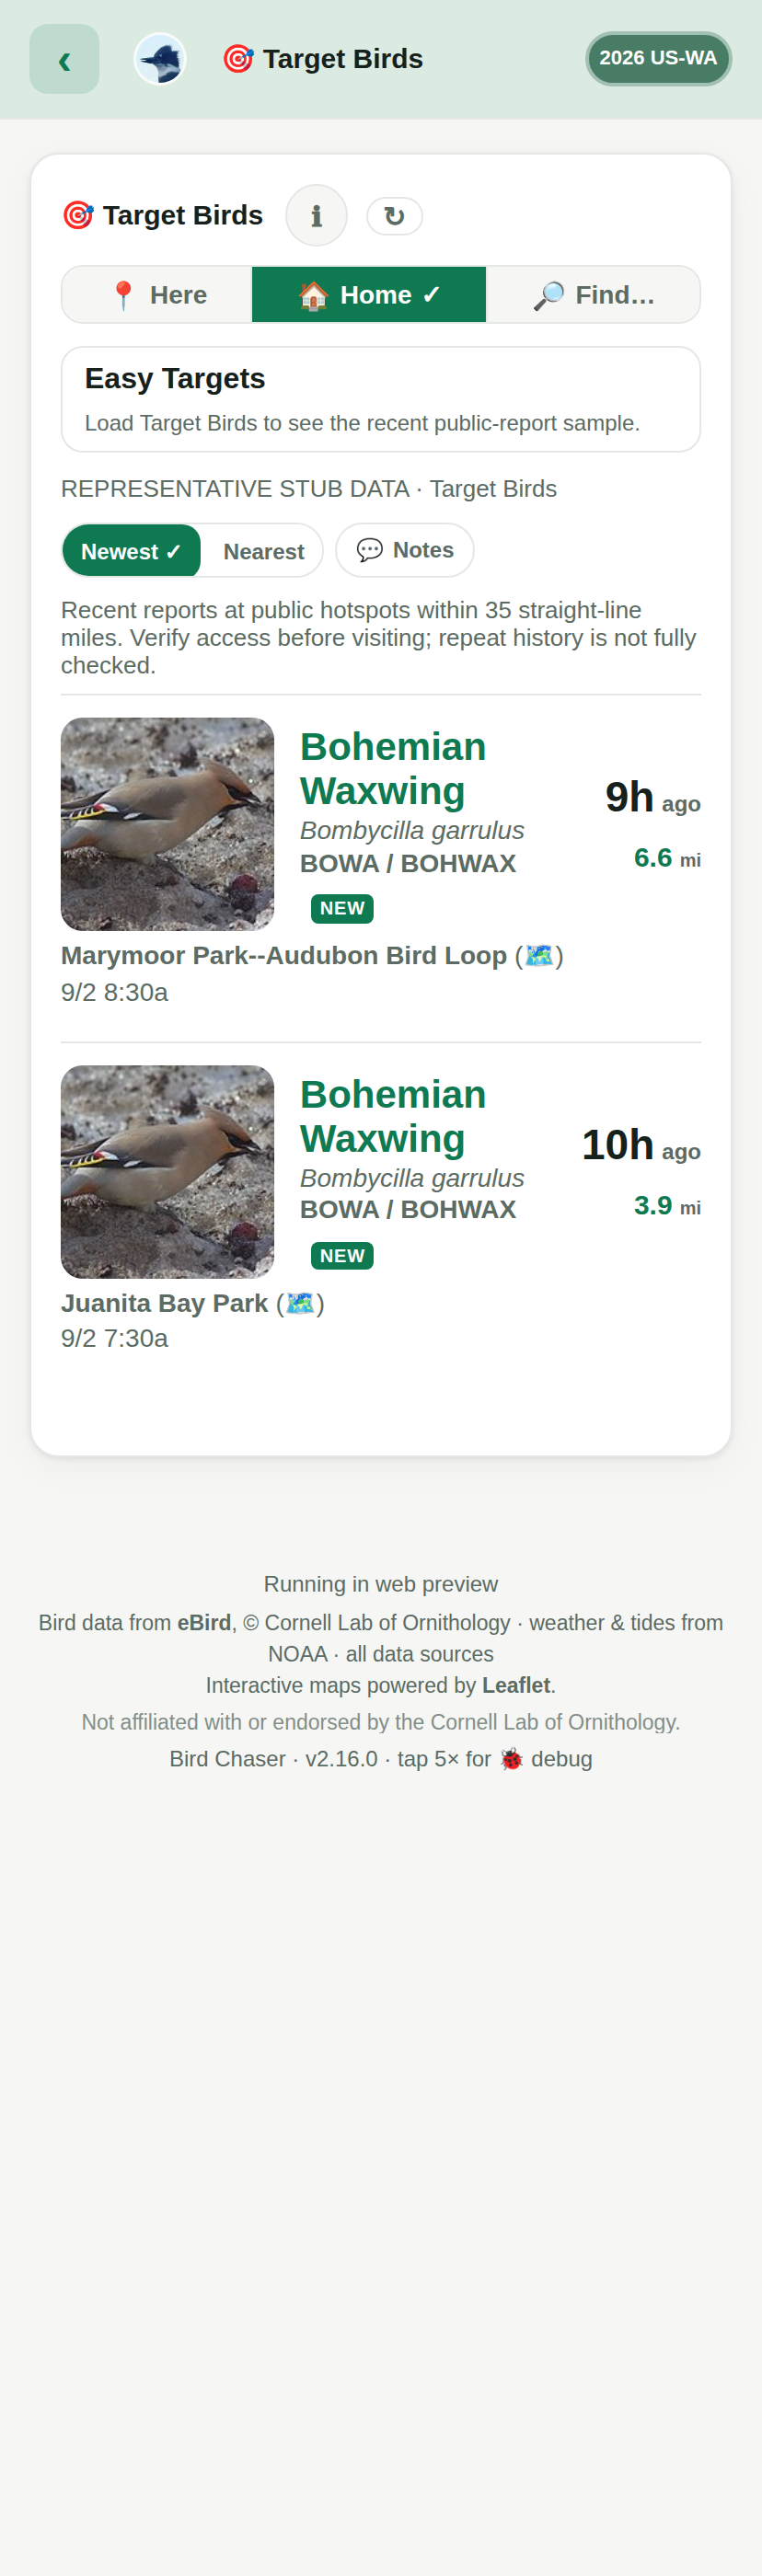 ‹ 🎯 Target Birds 2026 US-WA
🎯 Target Birds ℹ ↻
📍 Here 🏠 Home ✓ 🔎 Find…
Easy Targets
Load Target Birds to see the recent public-report sample.
REPRESENTATIVE STUB DATA · Target Birds
Newest ✓ Nearest 💬 Notes
Recent reports at public hotspots within 35 straight-line
miles. Verify access before visiting; repeat history is not fully
checked.
Bohemian
Waxwing
9h ago
Bombycilla garrulus
BOWA / BOHWAX
6.6 mi
NEW
Marymoor Park--Audubon Bird Loop (🗺️)
9/2 8:30a
Bohemian
Waxwing
10h ago
Bombycilla garrulus
BOWA / BOHWAX
3.9 mi
NEW
Juanita Bay Park (🗺️)
9/2 7:30a
Running in web preview
Bird data from eBird, © Cornell Lab of Ornithology · weather & tides from
NOAA · all data sources
Interactive maps powered by Leaflet.
Not affiliated with or endorsed by the Cornell Lab of Ornithology.
Bird Chaser · v2.16.0 · tap 5× for 🐞 debug